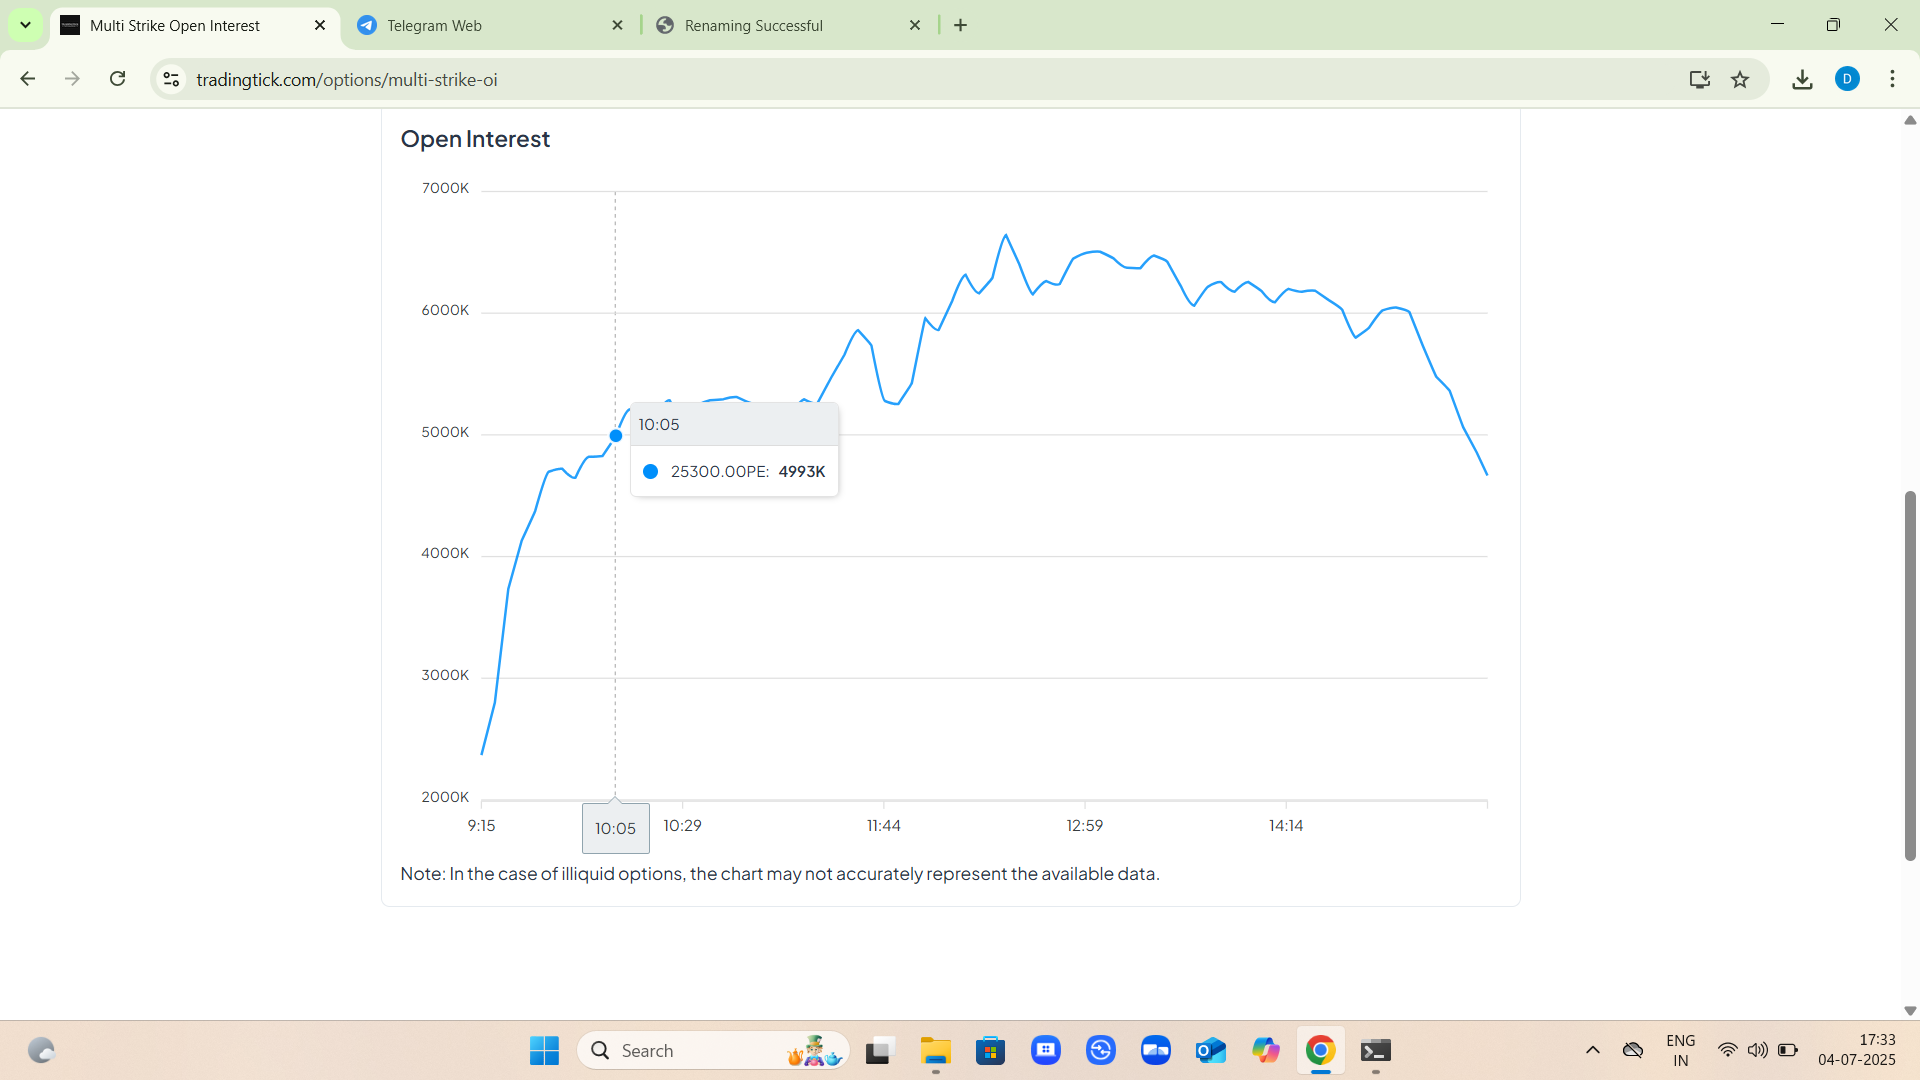 Multi Strike Open Interest
Telegram Web
Renaming Successful
tradingtick.com/options/multi-strike-oi
D
Open Interest
7000K
6000K
5000K
4000K
3000K
2000K
10:05
25300.00PE: 4993K
9:15
10:05
10:29
11:44
12:59
14:14
Note: In the case of illiquid options, the chart may not accurately represent the available data.
Search
ENG
IN
17:33
04-07-2025